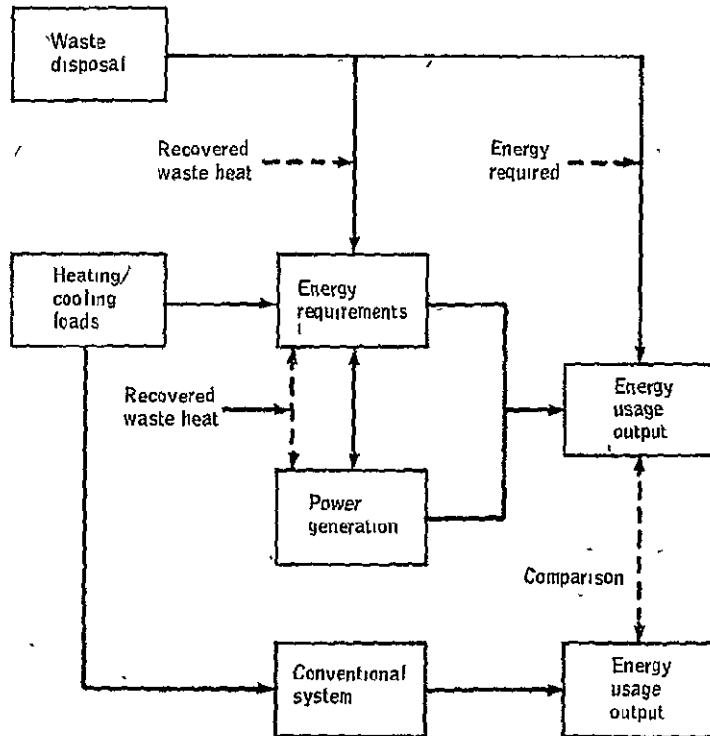 Waste
disposal
Recovered
waste heat
Energy
required
Heating/
cooling
loads
Energy
requirements
Recovered
waste heat
Energy
usage
output
Power
generation
Comparison
Conventional
system
Energy
usage
output